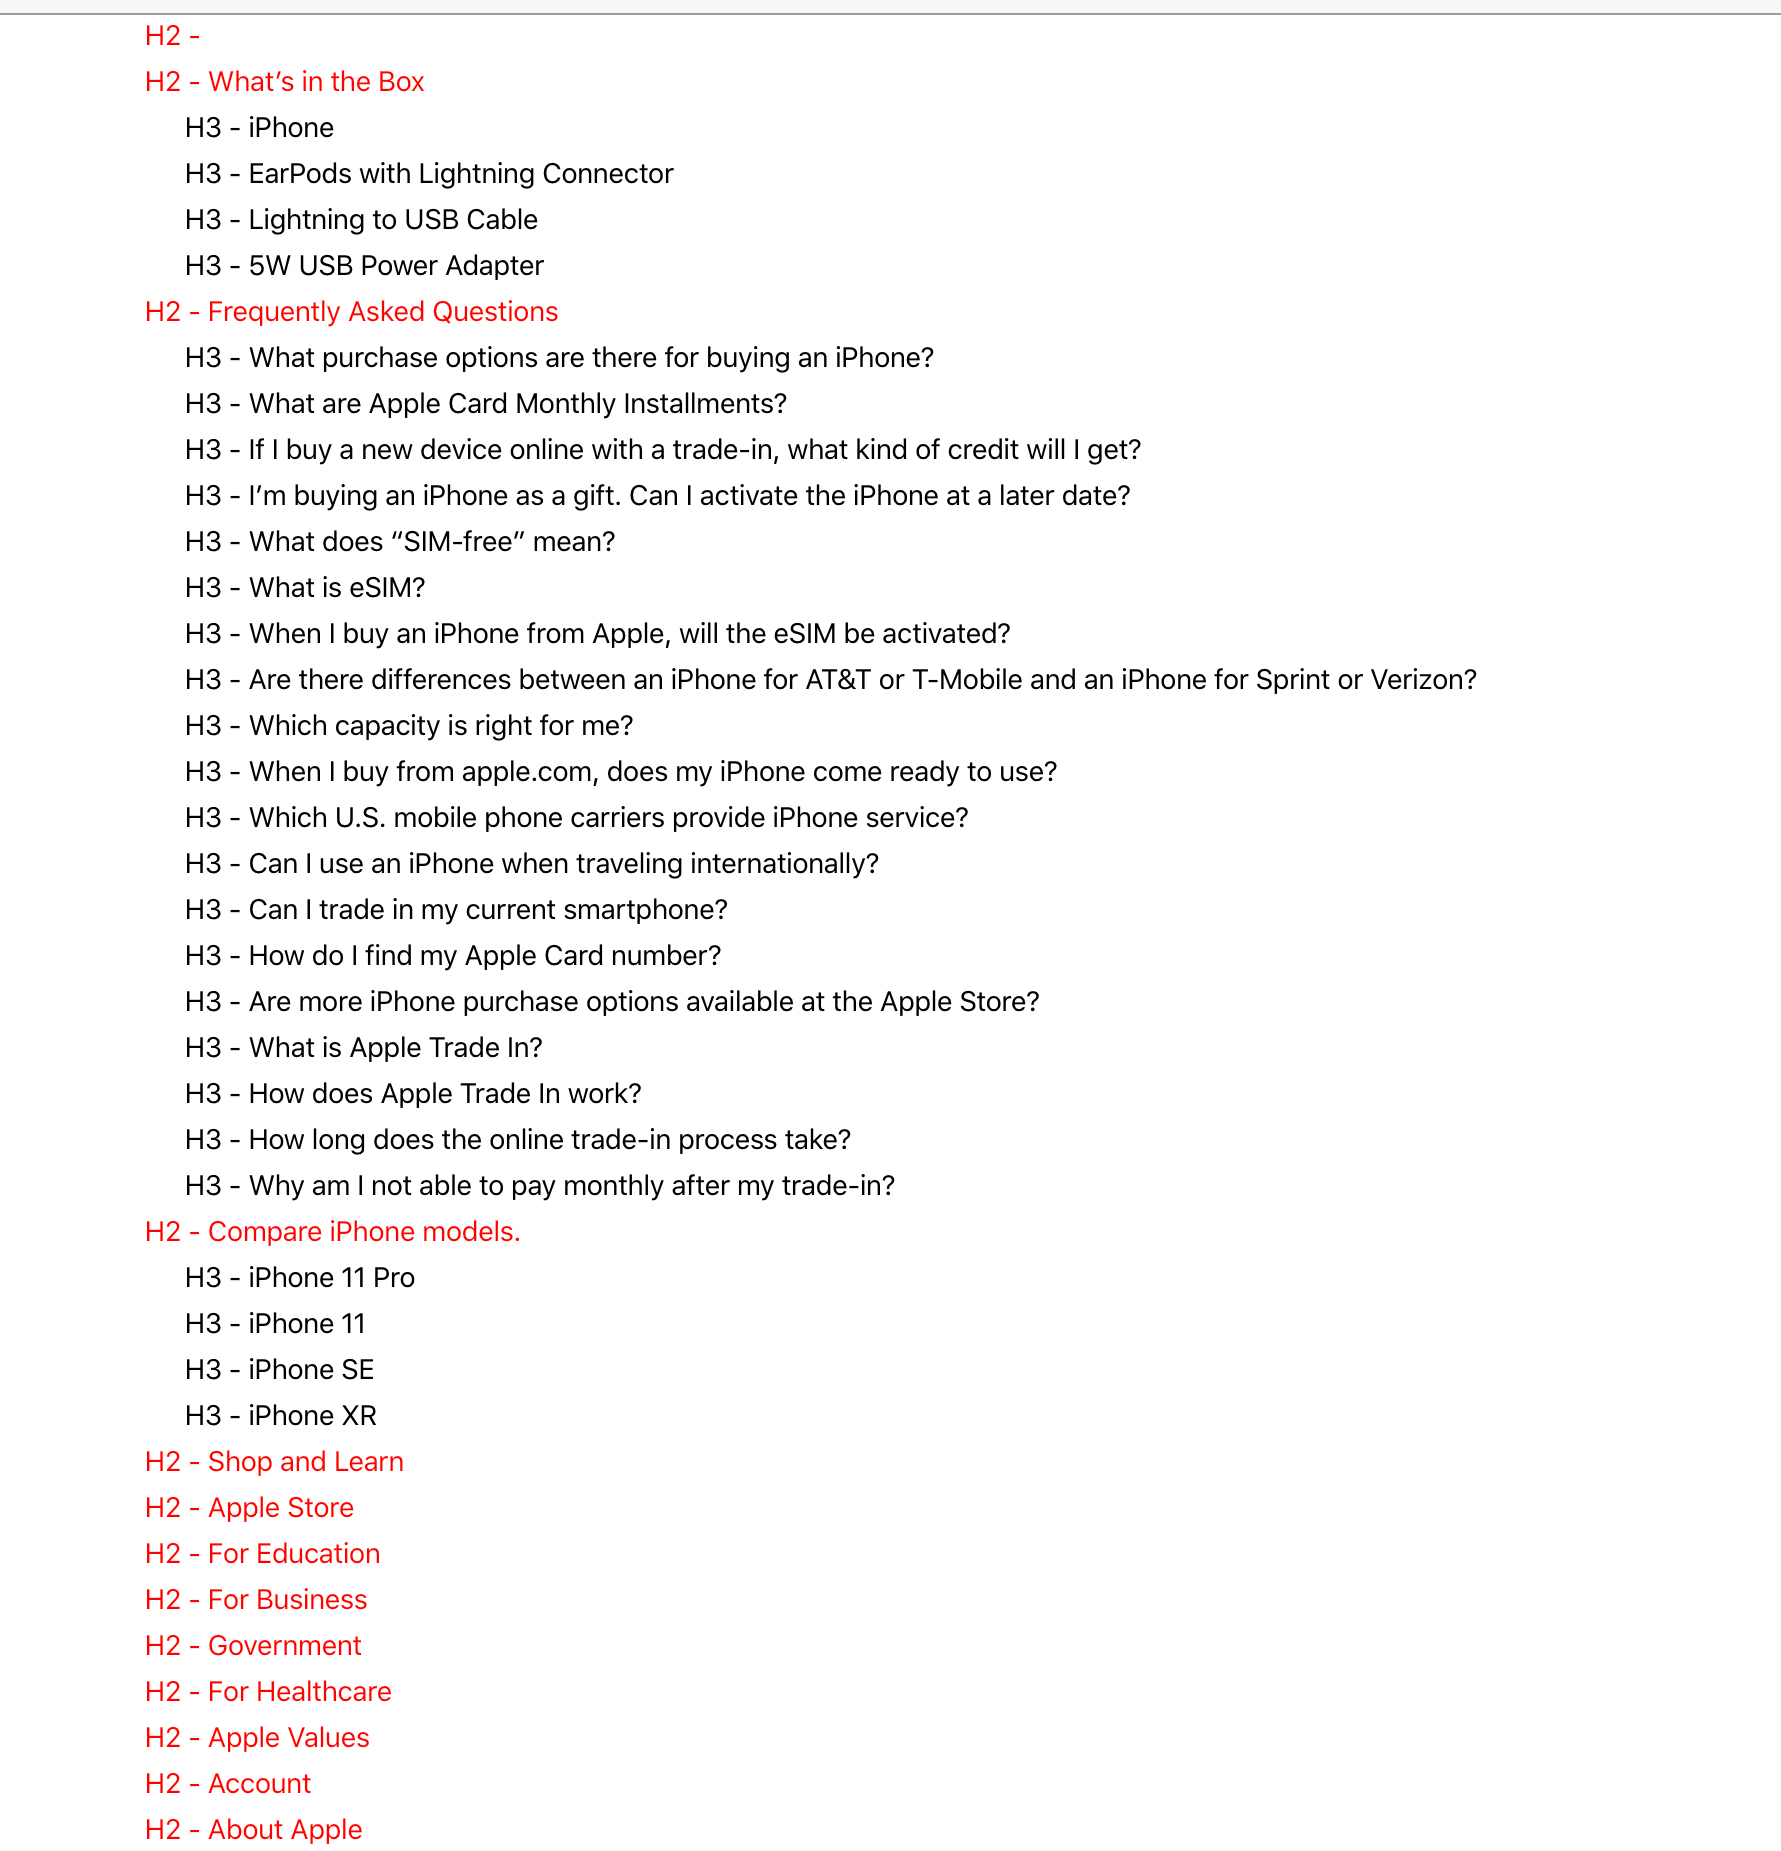 H2 -
H2 - What’s in the Box
H3 - iPhone
H3 - EarPods with Lightning Connector
H3 - Lightning to USB Cable
H3 - 5W USB Power Adapter
H2 - Frequently Asked Questions
H3 - What purchase options are there for buying an iPhone?
H3 - What are Apple Card Monthly Installments?
H3 - If I buy a new device online with a trade-in, what kind of credit will I get?
H3 - I’m buying an iPhone as a gift. Can I activate the iPhone at a later date?
H3 - What does “SIM-free” mean?
H3 - What is eSIM?
H3 - When I buy an iPhone from Apple, will the eSIM be activated?
H3 - Are there differences between an iPhone for AT&T or T-Mobile and an iPhone for Sprint or Verizon?
H3 - Which capacity is right for me?
H3 - When I buy from apple.com, does my iPhone come ready to use?
H3 - Which U.S. mobile phone carriers provide iPhone service?
H3 - Can I use an iPhone when traveling internationally?
H3 - Can I trade in my current smartphone?
H3 - How do I find my Apple Card number?
H3 - Are more iPhone purchase options available at the Apple Store?
H3 - What is Apple Trade In?
H3 - How does Apple Trade In work?
H3 - How long does the online trade-in process take?
H3 - Why am I not able to pay monthly after my trade-in?
H2 - Compare iPhone models.
H3 - iPhone 11 Pro
H3 - iPhone 11
H3 - iPhone SE
H3 - iPhone XR
H2 - Shop and Learn
H2 - Apple Store
H2 - For Education
H2 - For Business
H2 - Government
H2 - For Healthcare
H2 - Apple Values
H2 - Account
H2 - About Apple